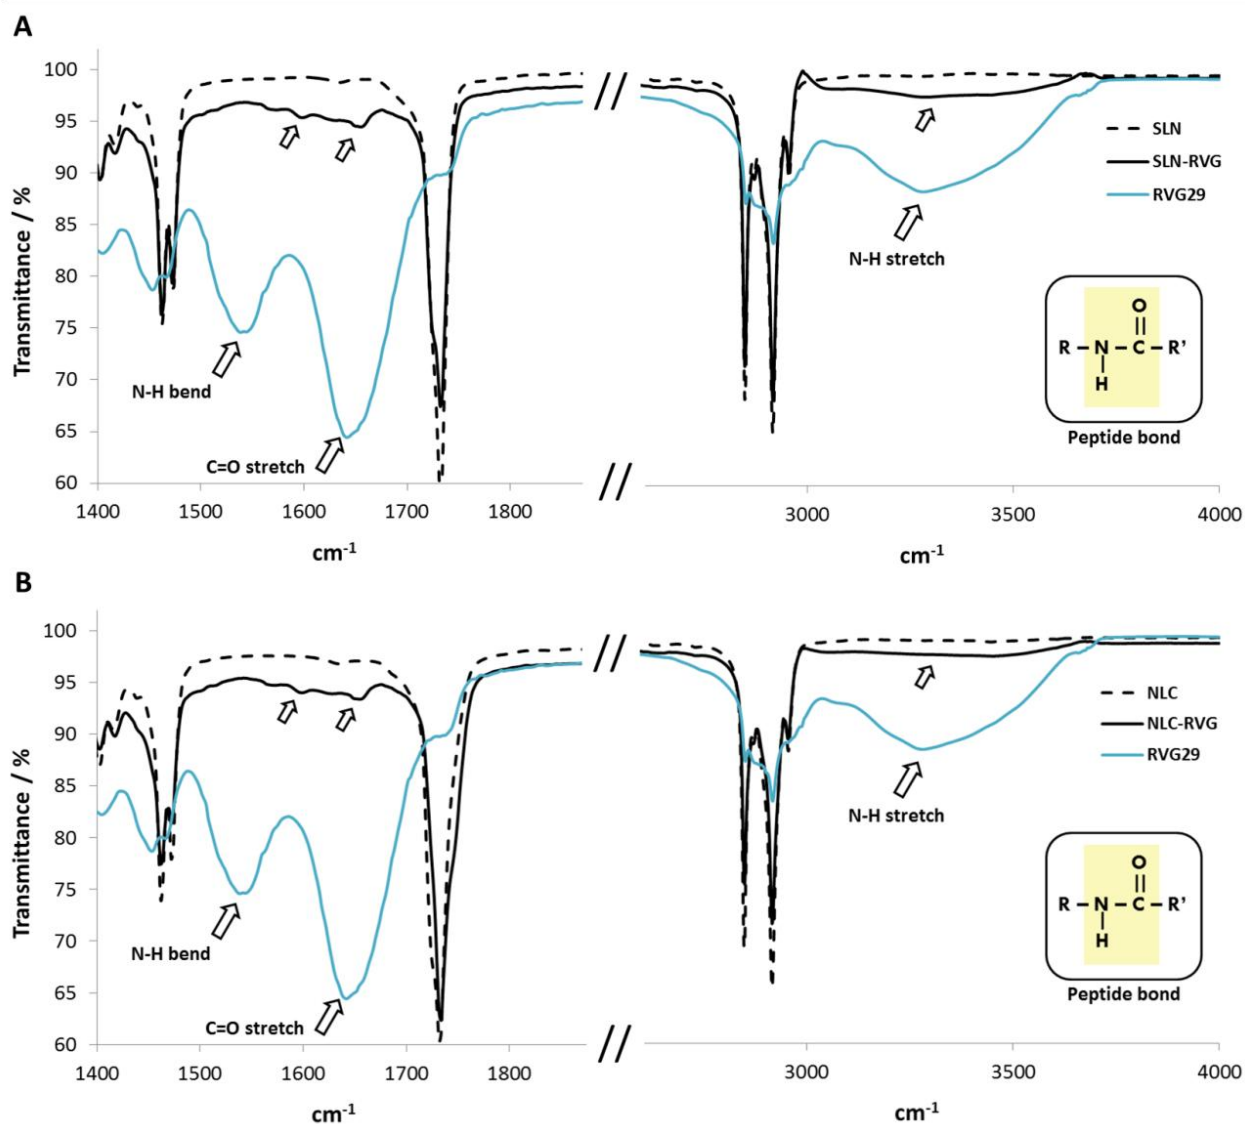 A
100
95
90
85
80
75
70
65
60
Transmittance / %
1400
1500
1600
1700
1800
3000
3500
4000
cm-1
cm-1
N-H bend
C=O stretch
N-H stretch
SLN
SLN-RVG
RVG29
O
R - N - C - R'
H
Peptide bond
B
100
95
90
85
80
75
70
65
60
Transmittance / %
1400
1500
1600
1700
1800
3000
3500
4000
cm-1
cm-1
N-H bend
C=O stretch
N-H stretch
NLC
NLC-RVG
RVG29
O
R - N - C - R'
H
Peptide bond